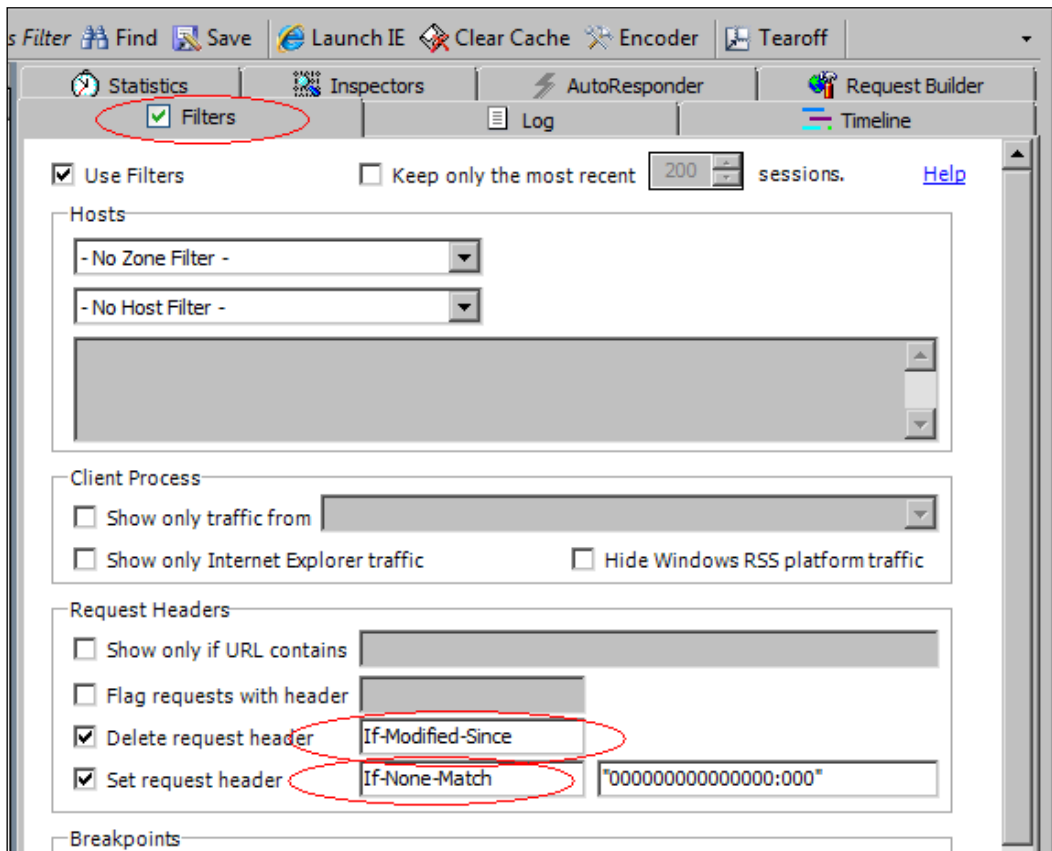 s Filter Find Save Launch IE Clear Cache Encoder Tearoff
Statistics Inspectors AutoResponder Request Builder
Filters Log Timeline
Use Filters Keep only the most recent 200 sessions. Help
Hosts
- No Zone Filter -
- No Host Filter -
Client Process
Show only traffic from
Show only Internet Explorer traffic Hide Windows RSS platform traffic
Request Headers
Show only if URL contains
Flag requests with header
Delete request header If-Modified-Since
Set request header If-None-Match "000000000000000:000"
Breakpoints